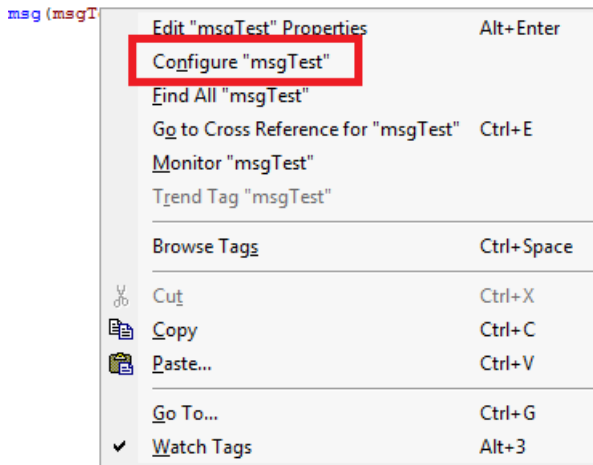 msg(msgT
Edit "msgTest" Properties Alt+Enter
Configure "msgTest"
Find All "msgTest"
Go to Cross Reference for "msgTest" Ctrl+E
Monitor "msgTest"
Trend Tag "msgTest"
Browse Tags Ctrl+Space
Cut Ctrl+X
Copy Ctrl+C
Paste... Ctrl+V
Go To... Ctrl+G
Watch Tags Alt+3